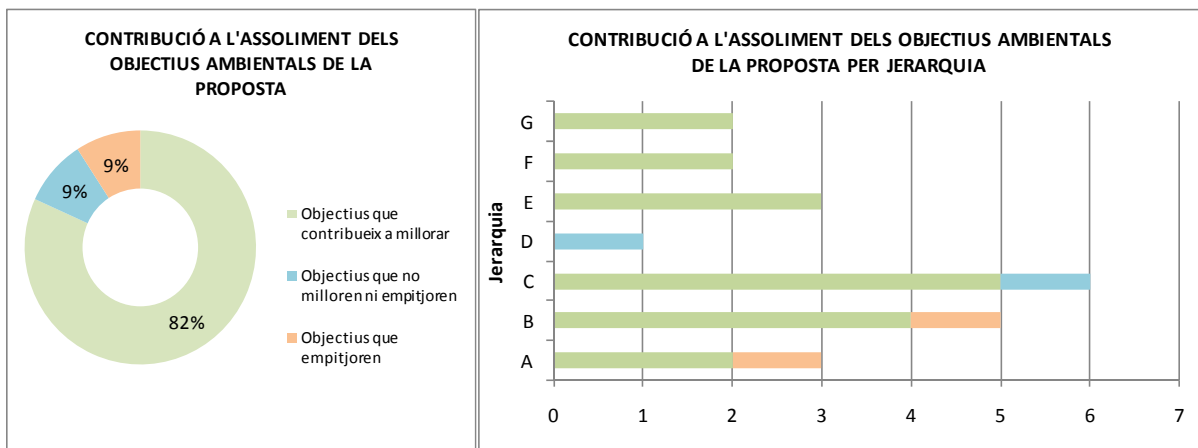 CONTRIBUCIÓ A L'ASSOLIMENT DELS
OBJECTIUS AMBIENTALS DE LA
PROPOSTA
9%
9%
82%
Objectius que
contribueix a millorar
Objectius que no
milloren ni empitjoren
Objectius que
empitjoren
CONTRIBUCIÓ A L'ASSOLIMENT DELS OBJECTIUS AMBIENTALS
DE LA PROPOSTA PER JERARQUIA
Jerarquia
G
F
E
D
C
B
A
0 1 2 3 4 5 6 7